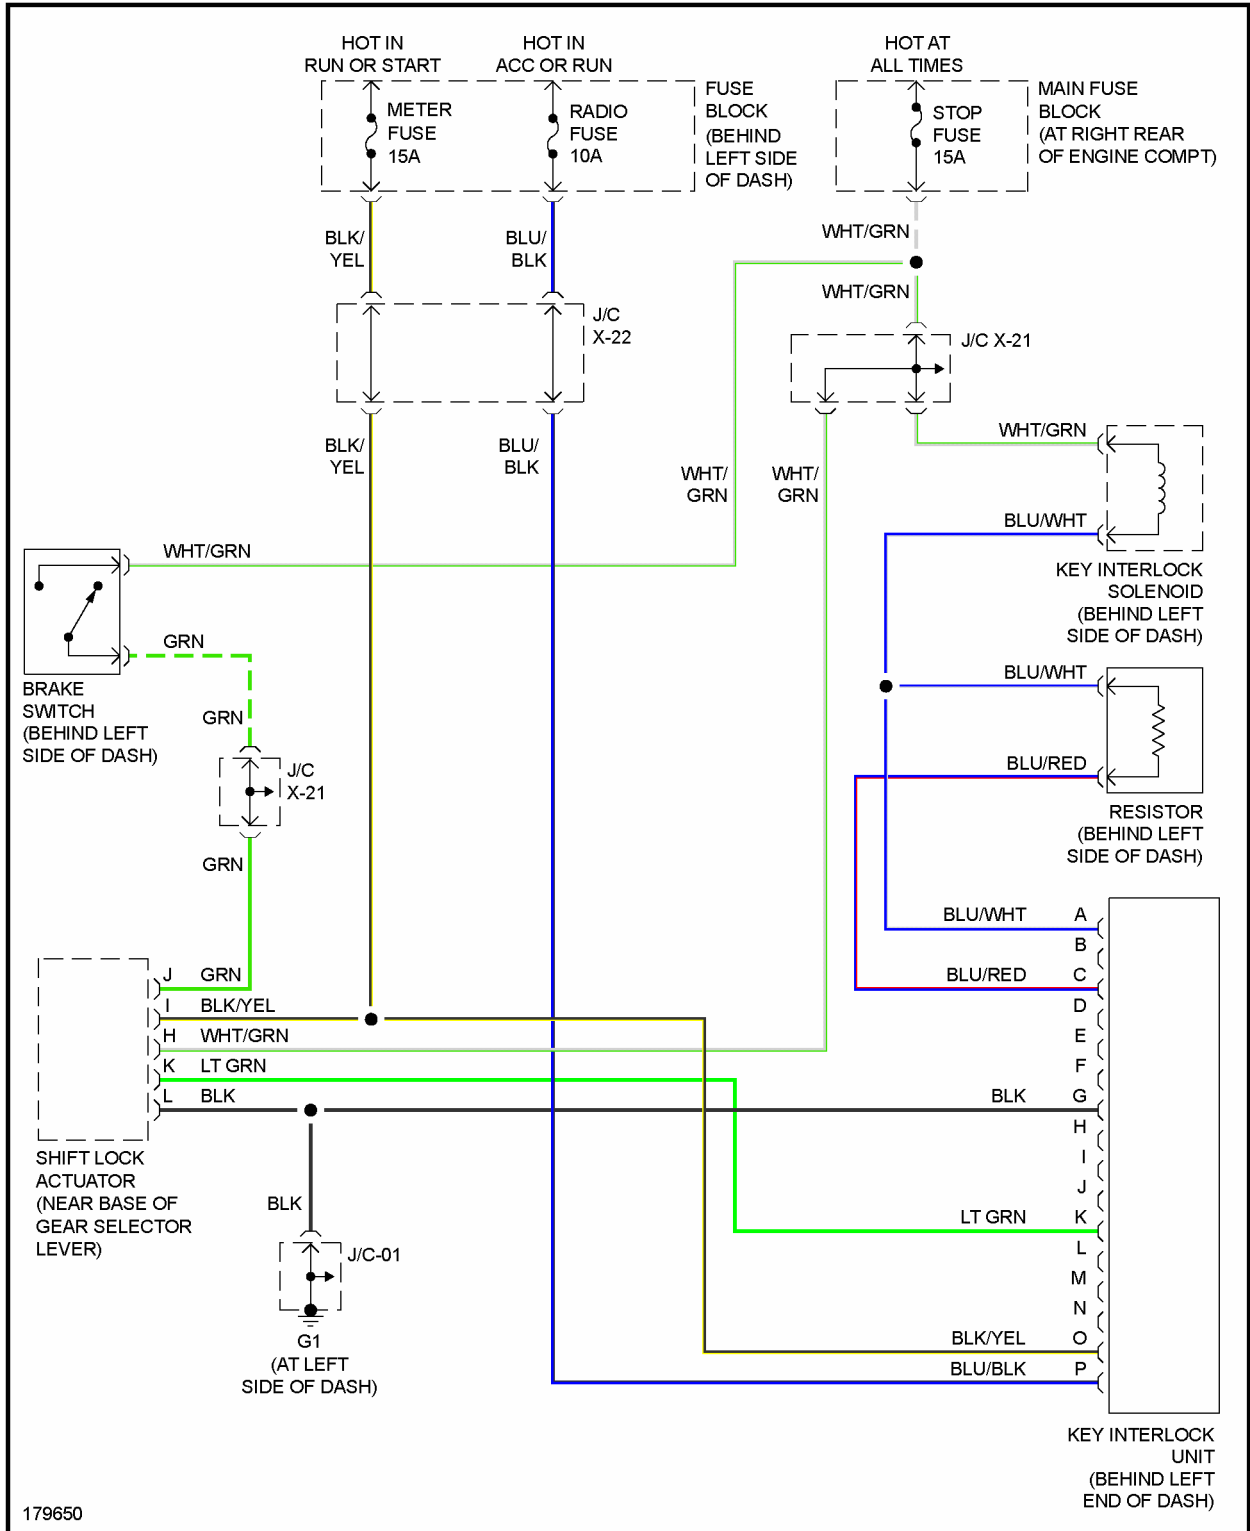 HOT IN
RUN OR START
HOT IN
ACC OR RUN
HOT AT
ALL TIMES
METER
FUSE
15A
RADIO
FUSE
10A
FUSE
BLOCK
(BEHIND
LEFT SIDE
OF DASH)
STOP
FUSE
15A
MAIN FUSE
BLOCK
(AT RIGHT REAR
OF ENGINE COMPT)
BLK/
YEL
BLU/
BLK
WHT/GRN
WHT/GRN
J/C
X-22
J/C X-21
BLK/
YEL
BLU/
BLK
WHT/
GRN
WHT/
GRN
WHT/GRN
BLU/WHT
KEY INTERLOCK
SOLENOID
(BEHIND LEFT
SIDE OF DASH)
WHT/GRN
GRN
BRAKE
SWITCH
(BEHIND LEFT
SIDE OF DASH)
GRN
J/C
X-21
GRN
BLU/WHT
BLU/RED
RESISTOR
(BEHIND LEFT
SIDE OF DASH)
J GRN
I BLK/YEL
H WHT/GRN
K LT GRN
L BLK
SHIFT LOCK
ACTUATOR
(NEAR BASE OF
GEAR SELECTOR
LEVER)
BLK
J/C-01
G1
(AT LEFT
SIDE OF DASH)
BLU/WHT A
B
BLU/RED C
D
E
F
BLK G
H
I
J
LT GRN K
L
M
N
BLK/YEL O
BLU/BLK P
KEY INTERLOCK
UNIT
(BEHIND LEFT
END OF DASH)
179650